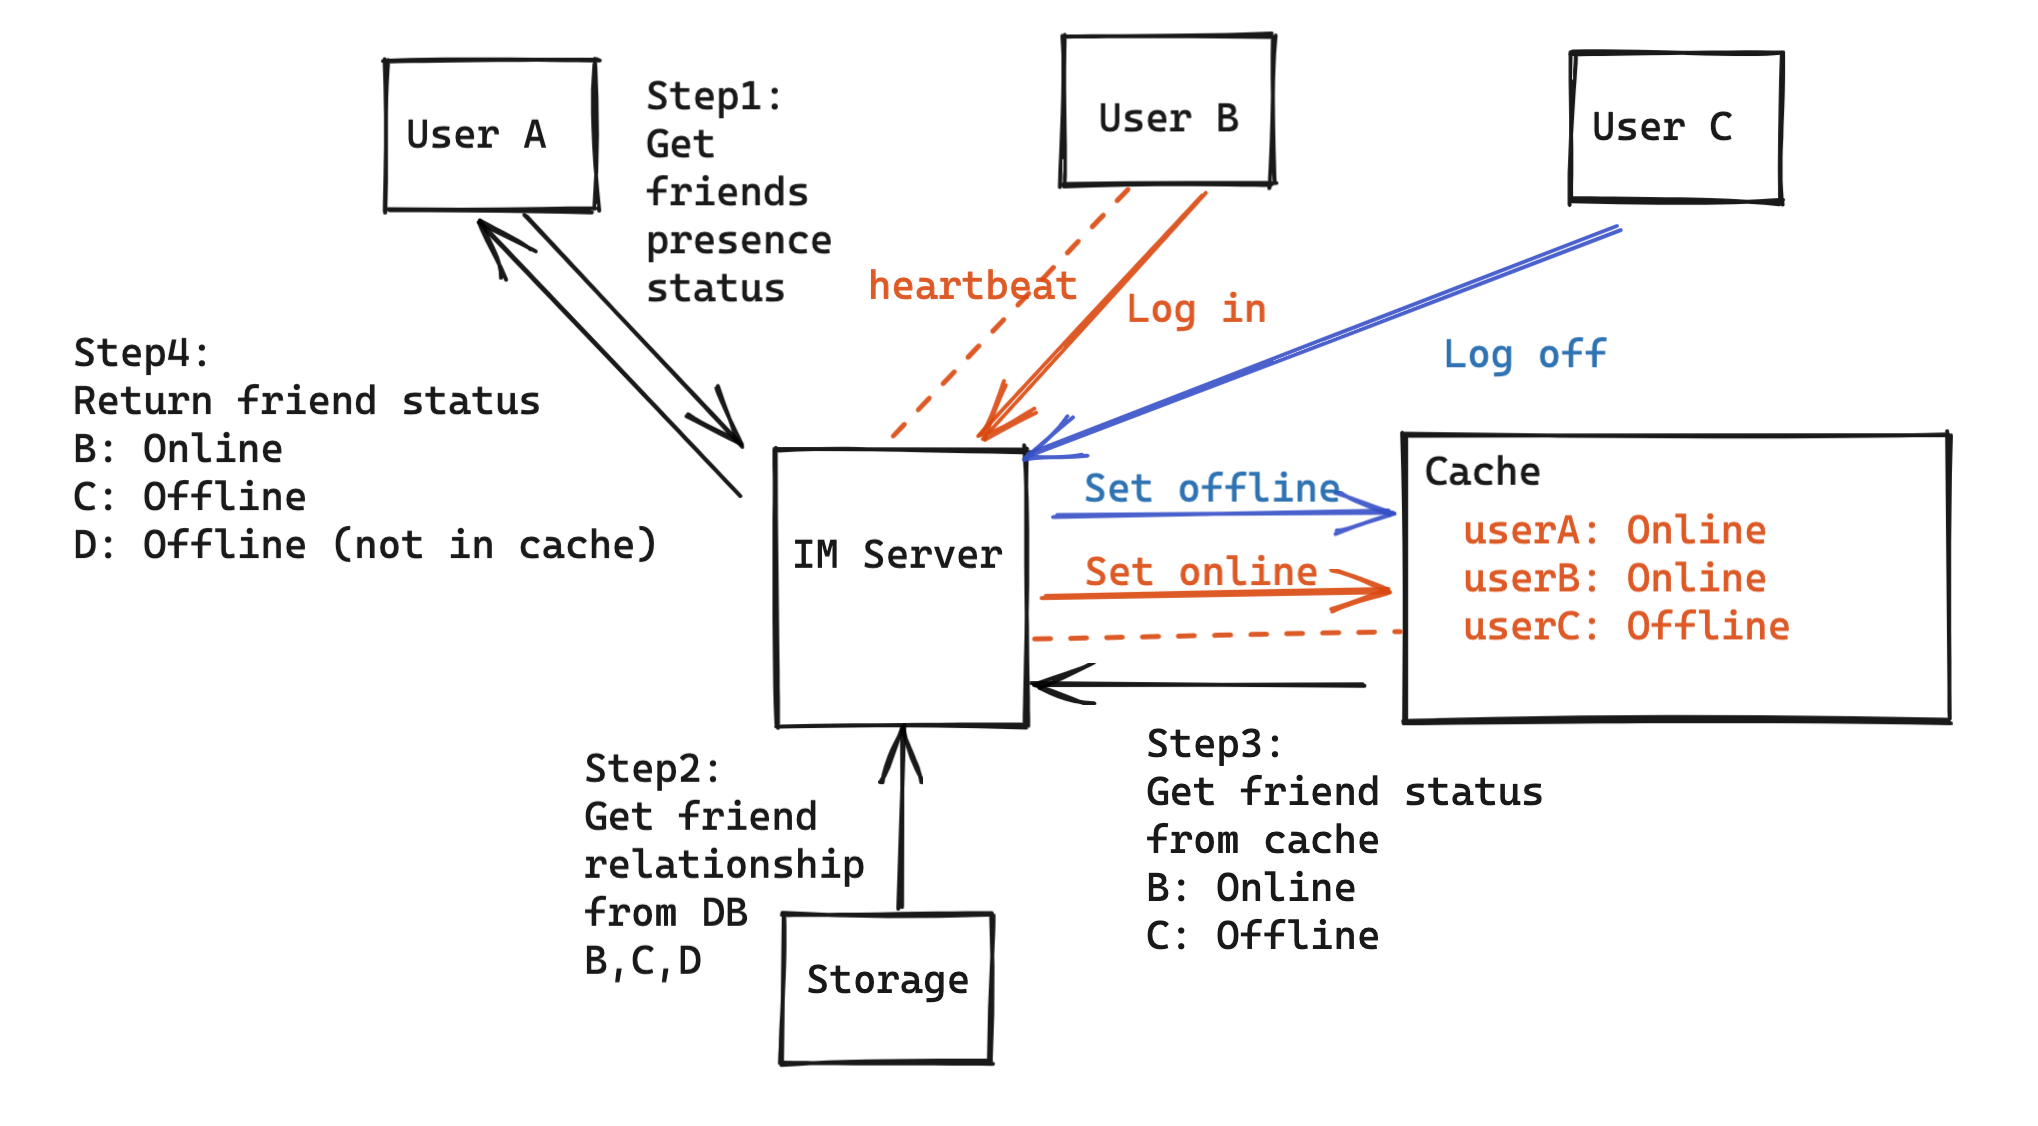 User A
Step1:
Get
friends
presence
status
User B
User C
heartbeat
Log in
Log off
Step4:
Return friend status
B: Online
C: Offline
D: Offline (not in cache)
IM Server
Set offline
Set online
Cache
userA: Online
userB: Online
userC: Offline
Step2:
Get friend
relationship
from DB
B,C,D
Storage
Step3:
Get friend status
from cache
B: Online
C: Offline